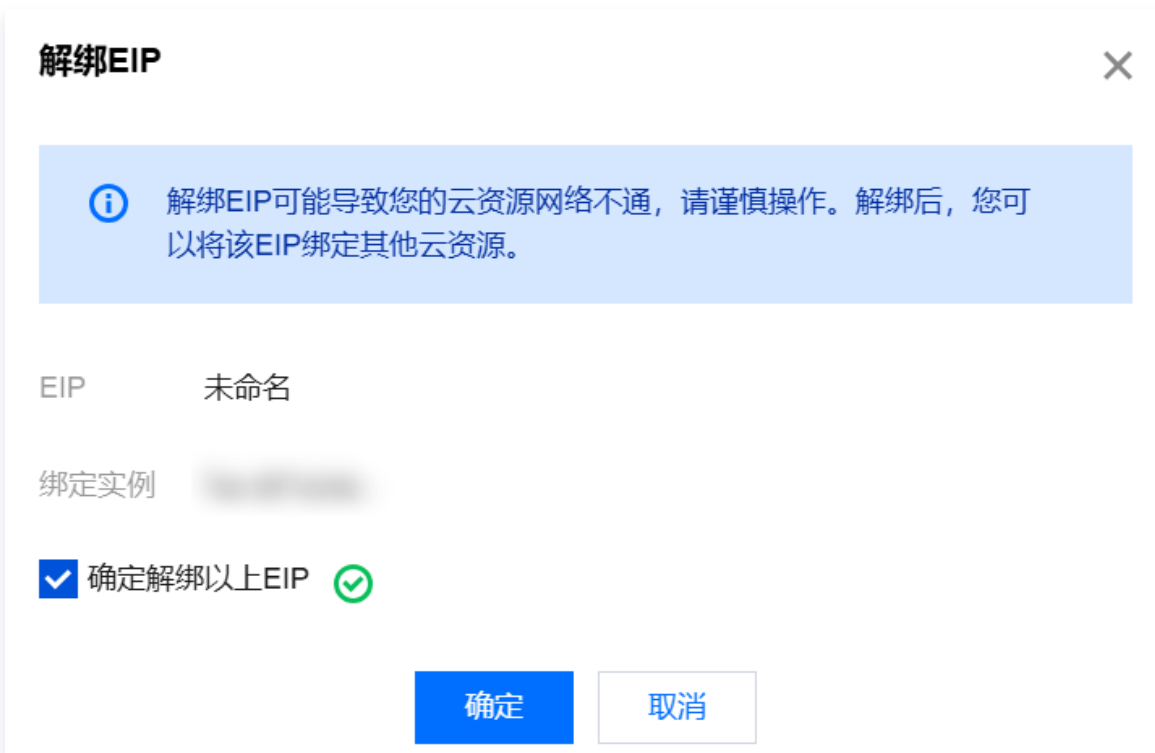 解绑EIP
解绑EIP可能导致您的云资源网络不通，请谨慎操作。解绑后，您可
以将该EIP绑定其他云资源。
EIP 未命名
绑定实例
确定解绑以上EIP
确定 取消